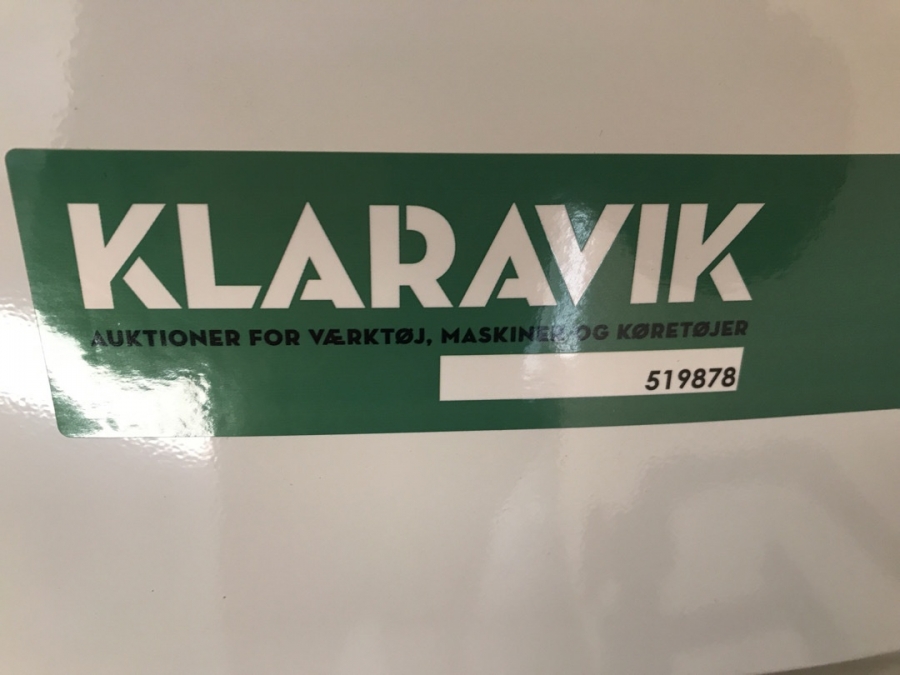 KLARAVIK
AUKTIONER FOR VÆRKTØJ, MASKINER OG KØRETØJER
519878